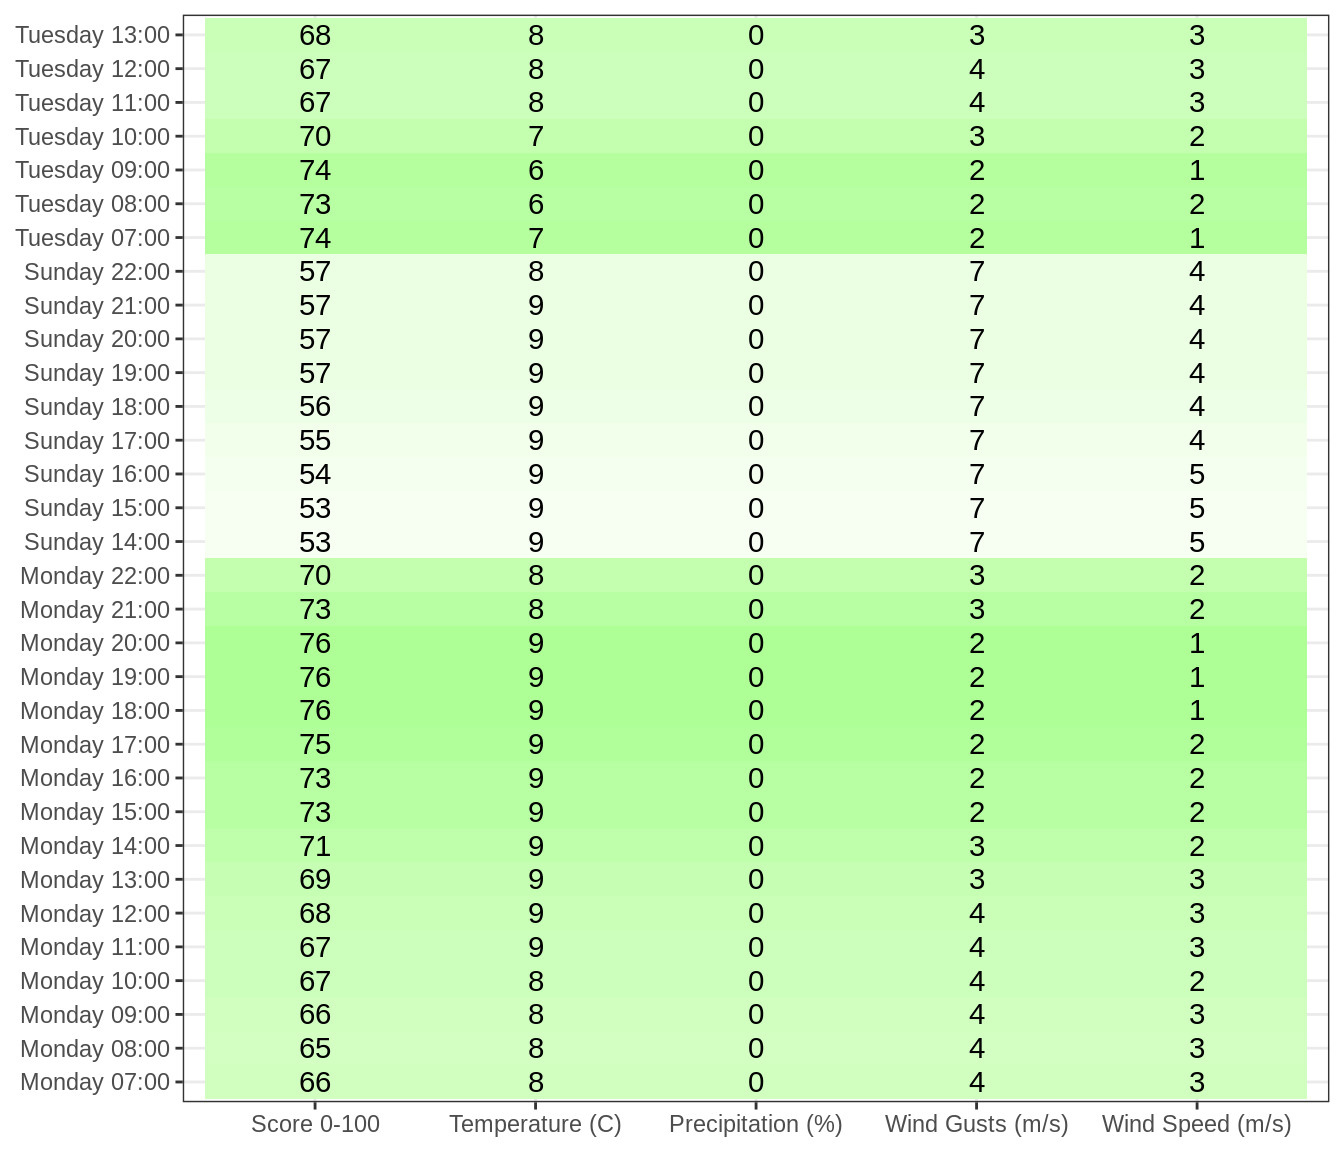 Tuesday 13:00 68 8 0 3 3
Tuesday 12:00 67 8 0 4 3
Tuesday 11:00 67 8 0 4 3
Tuesday 10:00 70 7 0 3 2
Tuesday 09:00 74 6 0 2 1
Tuesday 08:00 73 6 0 2 2
Tuesday 07:00 74 7 0 2 1
Sunday 22:00 57 8 0 7 4
Sunday 21:00 57 9 0 7 4
Sunday 20:00 57 9 0 7 4
Sunday 19:00 57 9 0 7 4
Sunday 18:00 56 9 0 7 4
Sunday 17:00 55 9 0 7 4
Sunday 16:00 54 9 0 7 5
Sunday 15:00 53 9 0 7 5
Sunday 14:00 53 9 0 7 5
Monday 22:00 70 8 0 3 2
Monday 21:00 73 8 0 3 2
Monday 20:00 76 9 0 2 1
Monday 19:00 76 9 0 2 1
Monday 18:00 76 9 0 2 1
Monday 17:00 75 9 0 2 2
Monday 16:00 73 9 0 2 2
Monday 15:00 73 9 0 2 2
Monday 14:00 71 9 0 3 2
Monday 13:00 69 9 0 3 3
Monday 12:00 68 9 0 4 3
Monday 11:00 67 9 0 4 3
Monday 10:00 67 8 0 4 2
Monday 09:00 66 8 0 4 3
Monday 08:00 65 8 0 4 3
Monday 07:00 66 8 0 4 3
Score 0-100 Temperature (C) Precipitation (%) Wind Gusts (m/s) Wind Speed (m/s)